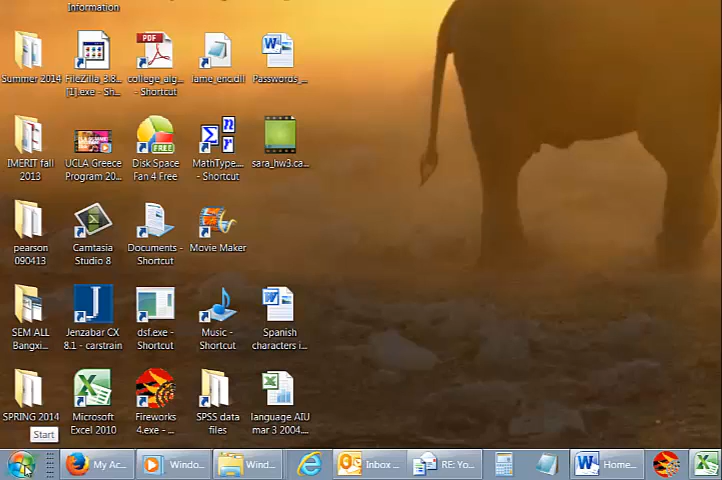 Information
Summer 2014
FileZilla_3.8...
[1].exe - Sh...
PDF
college_alg...
- Shortcut
lame_enc.dll
Passwords_...
IMERIT fall
2013
UCLA Greece
Program 20...
FREE
Disk Space
Fan 4 Free
MathType....
- Shortcut
sara_hw3.ca...
pearson
090413
Camtasia
Studio 8
Documents -
Shortcut
Movie Maker
SEM ALL
Bangxi...
J
Jenzabar CX
8.1 - carstrain
dsf.exe -
Shortcut
Music -
Shortcut
Spanish
characters i...
SPRING 2014
Microsoft
Excel 2010
Fireworks
4.exe - ...
SPSS data
files
language AIU
mar 3 2004....
Start
My Ac...
Windo...
Wind...
Inbox ...
RE: Yo...
Home...